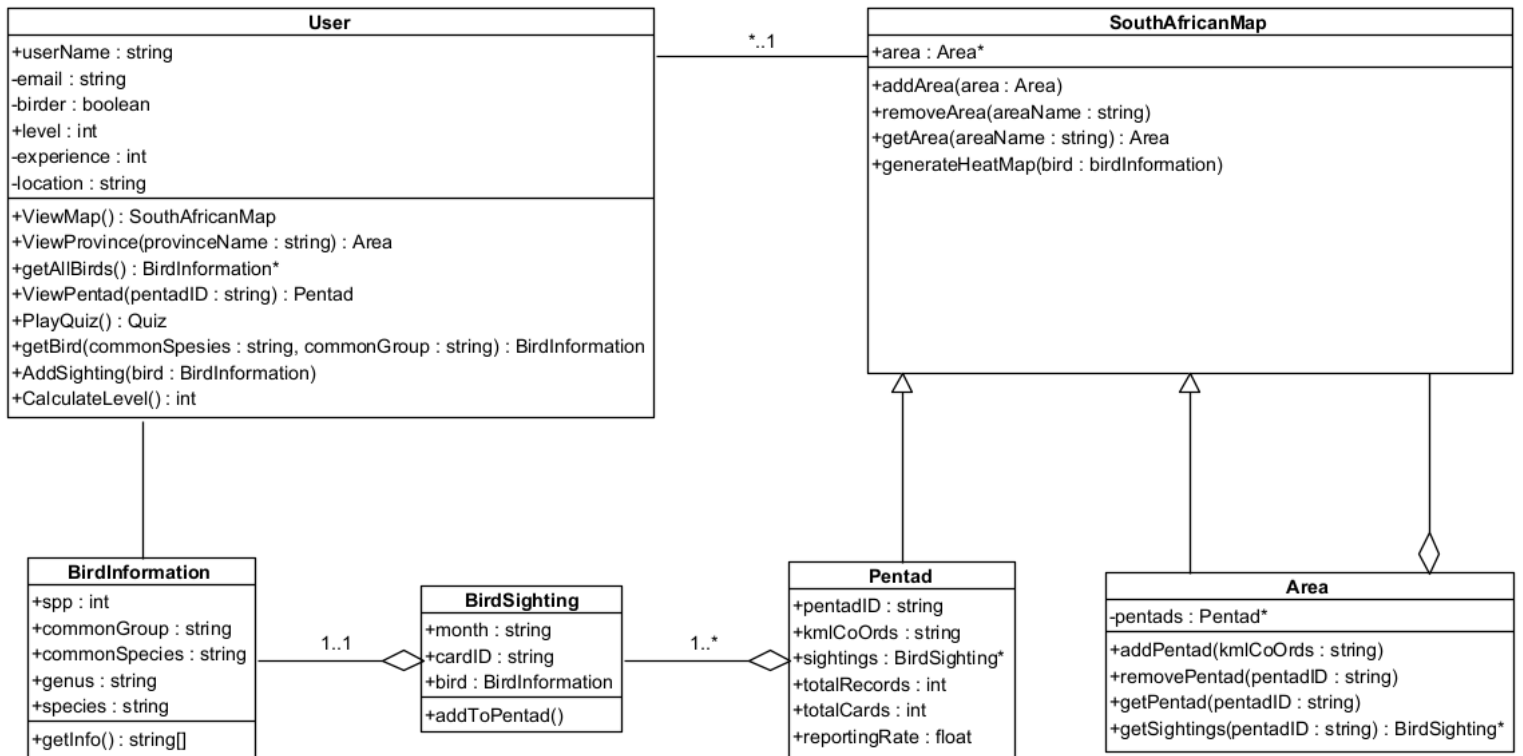 User
+userName : string
-email : string
-birder : boolean
+level : int
-experience : int
-location : string
+ViewMap() : SouthAfricanMap
+ViewProvince(provinceName : string) : Area
+getAllBirds() : BirdInformation*
+ViewPentad(pentadID : string) : Pentad
+PlayQuiz() : Quiz
+getBird(commonSpesies : string, commonGroup : string) : BirdInformation
+AddSighting(bird : BirdInformation)
+CalculateLevel() : int
*..1
SouthAfricanMap
+area : Area*
+addArea(area : Area)
+removeArea(areaName : string)
+getArea(areaName : string) : Area
+generateHeatMap(bird : birdInformation)
BirdInformation
+spp : int
+commonGroup : string
+commonSpecies : string
+genus : string
+species : string
+getInfo() : string[]
1..1
BirdSighting
+month : string
+cardID : string
+bird : BirdInformation
+addToPentad()
1..*
Pentad
+pentadID : string
+kmlCoOrds : string
+sightings : BirdSighting*
+totalRecords : int
+totalCards : int
+reportingRate : float
Area
-pentads : Pentad*
+addPentad(kmlCoOrds : string)
+removePentad(pentadID : string)
+getPentad(pentadID : string)
+getSightings(pentadID : string) : BirdSighting*